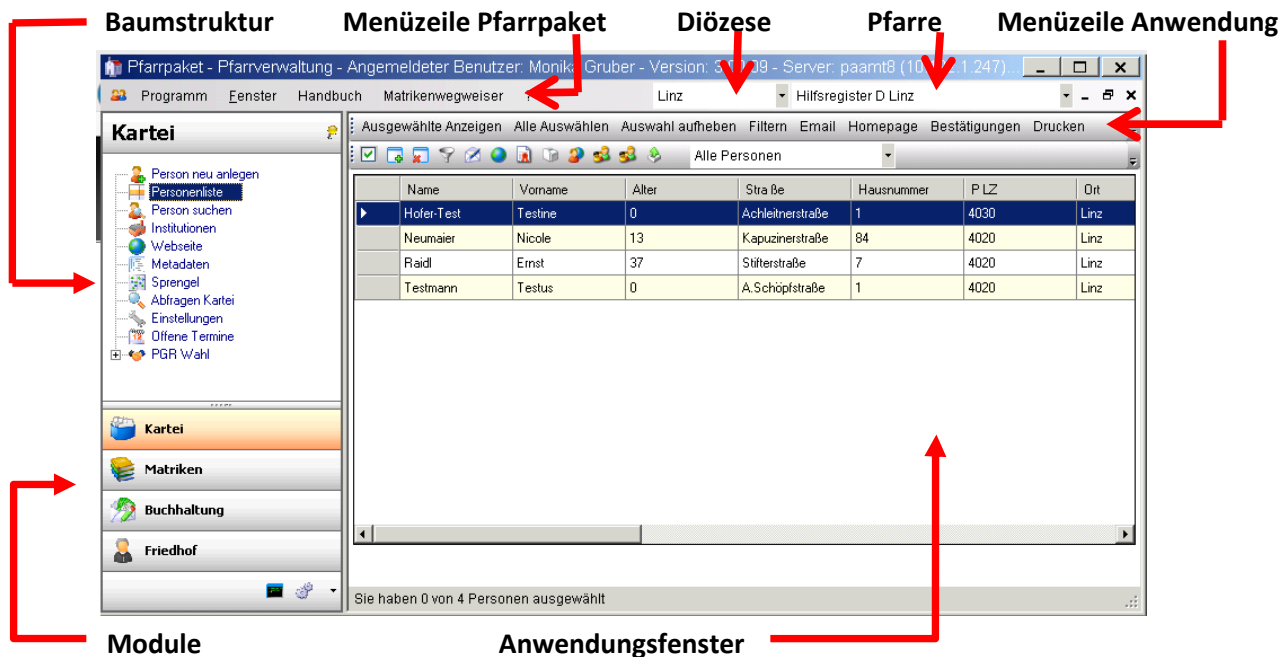 Baumstruktur Menüzeile Pfarrpaket Diözese Pfarre Menüzeile Anwendung
Pfarrpaket - Pfarrverwaltung - Angemeldeter Benutzer: Monika Gruber - Version: - Server: paamt8
Programm Fenster Handbuch Matrikenwegweiser ? Linz Hilfsregister D Linz
Kartei
Ausgewählte Anzeigen Alle Auswählen Auswahl aufheben Filtern Email Homepage Bestätigungen Drucken
Alle Personen
Person neu anlegen
Personenliste
Person suchen
Institutionen
Webseite
Metadaten
Sprengel
Abfragen Kartei
Einstellungen
Offene Termine
PGR Wahl
Name Vorname Alter Straße Hausnummer PLZ Ort
Hofer-Test Testine 0 Achleitnerstraße 1 4030 Linz
Neumaier Nicole 13 Kapuzinerstraße 84 4020 Linz
Raidl Ernst 37 Stifterstraße 7 4020 Linz
Testmann Testus 0 A.Schöpfstraße 1 4020 Linz
Kartei
Matriken
Buchhaltung
Friedhof
Sie haben 0 von 4 Personen ausgewählt
Module Anwendungsfenster